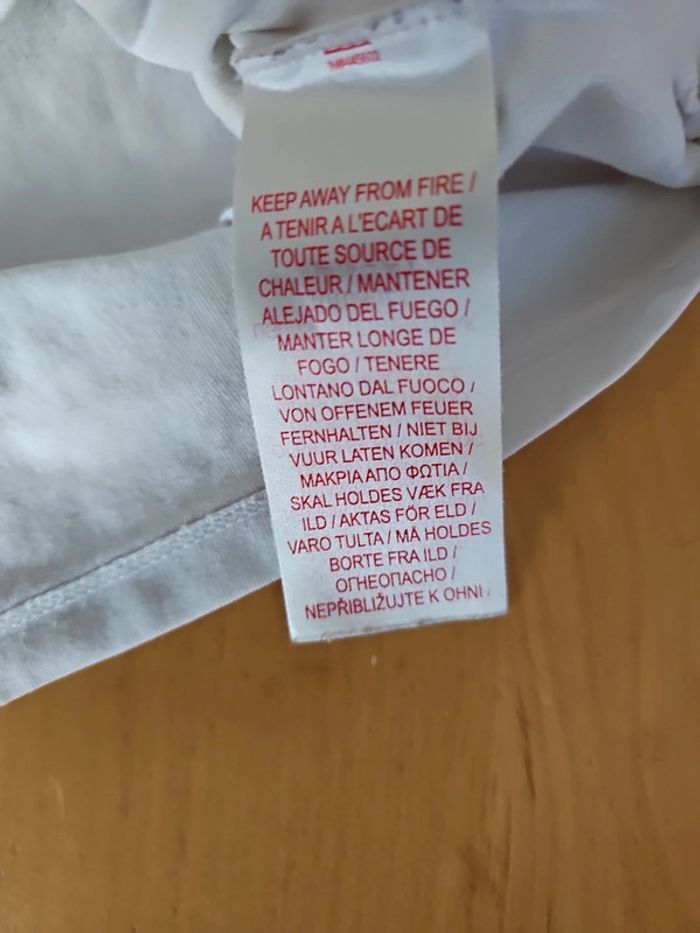 KEEP AWAY FROM FIRE /
A TENIR A L'ECART DE
TOUTE SOURCE DE
CHALEUR / MANTENER
ALEJADO DEL FUEGO /
MANTER LONGE DE
FOGO / TENERE
LONTANO DAL FUOCO /
VON OFFENEM FEUER
FERNHALTEN / NIET BIJ
VUUR LATEN KOMEN /
ΜΑΚΡΙΑ ΑΠΟ ΦΩΤΙΑ /
SKAL HOLDES VÆK FRA
ILD / AKTAS FÖR ELD /
VARO TULTA / MÅ HOLDES
BORTE FRA ILD /
ОГНЕОПАСНО /
NEPŘIBLIŽUJTE K OHNI /